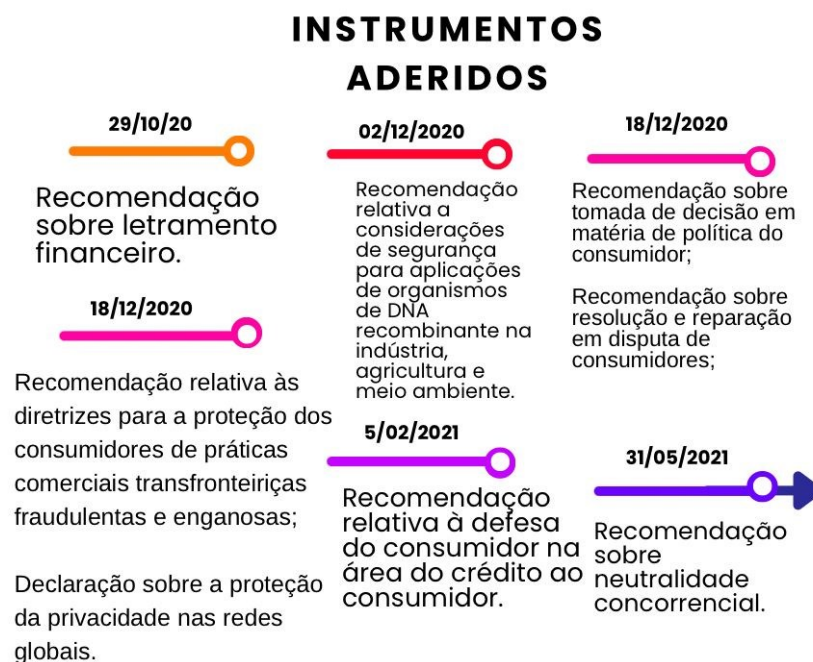 INSTRUMENTOS
ADERIDOS
29/10/20
Recomendação
sobre letramento
financeiro.
02/12/2020
Recomendação
relativa a
considerações
de segurança
para aplicações
de organismos
de DNA
recombinante na
indústria,
agricultura e
meio ambiente.
18/12/2020
Recomendação sobre
tomada de decisão em
matéria de política do
consumidor;
Recomendação sobre
resolução e reparação
em disputa de
consumidores;
18/12/2020
Recomendação relativa às
diretrizes para a proteção dos
consumidores de práticas
comerciais transfronteiriças
fraudulentas e enganosas;
Declaração sobre a proteção
da privacidade nas redes
globais.
5/02/2021
Recomendação
relativa à defesa
do consumidor na
área do crédito ao
consumidor.
31/05/2021
Recomendação
sobre
neutralidade
concorrencial.